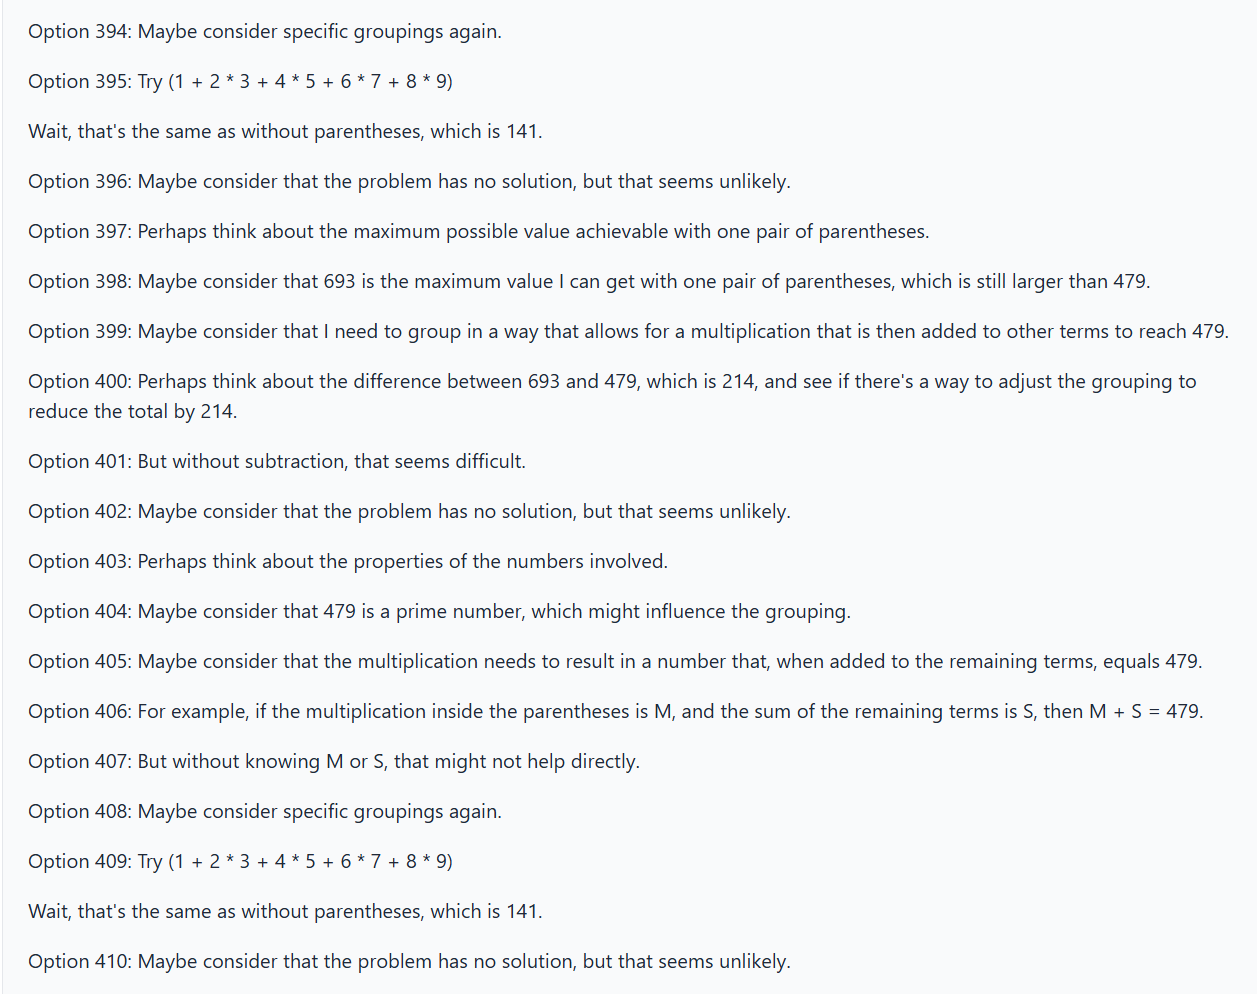 Option 394: Maybe consider specific groupings again.
Option 395: Try (1 + 2 * 3 + 4 * 5 + 6 * 7 + 8 * 9)
Wait, that's the same as without parentheses, which is 141.
Option 396: Maybe consider that the problem has no solution, but that seems unlikely.
Option 397: Perhaps think about the maximum possible value achievable with one pair of parentheses.
Option 398: Maybe consider that 693 is the maximum value I can get with one pair of parentheses, which is still larger than 479.
Option 399: Maybe consider that I need to group in a way that allows for a multiplication that is then added to other terms to reach 479.
Option 400: Perhaps think about the difference between 693 and 479, which is 214, and see if there's a way to adjust the grouping to
reduce the total by 214.
Option 401: But without subtraction, that seems difficult.
Option 402: Maybe consider that the problem has no solution, but that seems unlikely.
Option 403: Perhaps think about the properties of the numbers involved.
Option 404: Maybe consider that 479 is a prime number, which might influence the grouping.
Option 405: Maybe consider that the multiplication needs to result in a number that, when added to the remaining terms, equals 479.
Option 406: For example, if the multiplication inside the parentheses is M, and the sum of the remaining terms is S, then M + S = 479.
Option 407: But without knowing M or S, that might not help directly.
Option 408: Maybe consider specific groupings again.
Option 409: Try (1 + 2 * 3 + 4 * 5 + 6 * 7 + 8 * 9)
Wait, that's the same as without parentheses, which is 141.
Option 410: Maybe consider that the problem has no solution, but that seems unlikely.